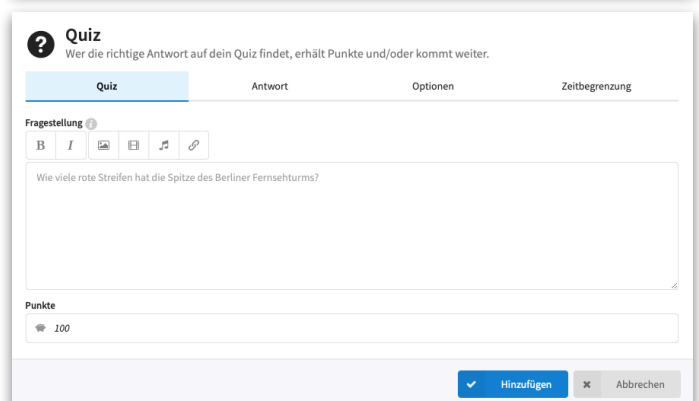 Quiz
Wer die richtige Antwort auf dein Quiz findet, erhält Punkte und/oder kommt weiter.
Quiz Antwort Optionen Zeitbegrenzung
Fragestellung
B I
Wie viele rote Streifen hat die Spitze des Berliner Fernsehturms?
Punkte
100
Hinzufügen Abbrechen